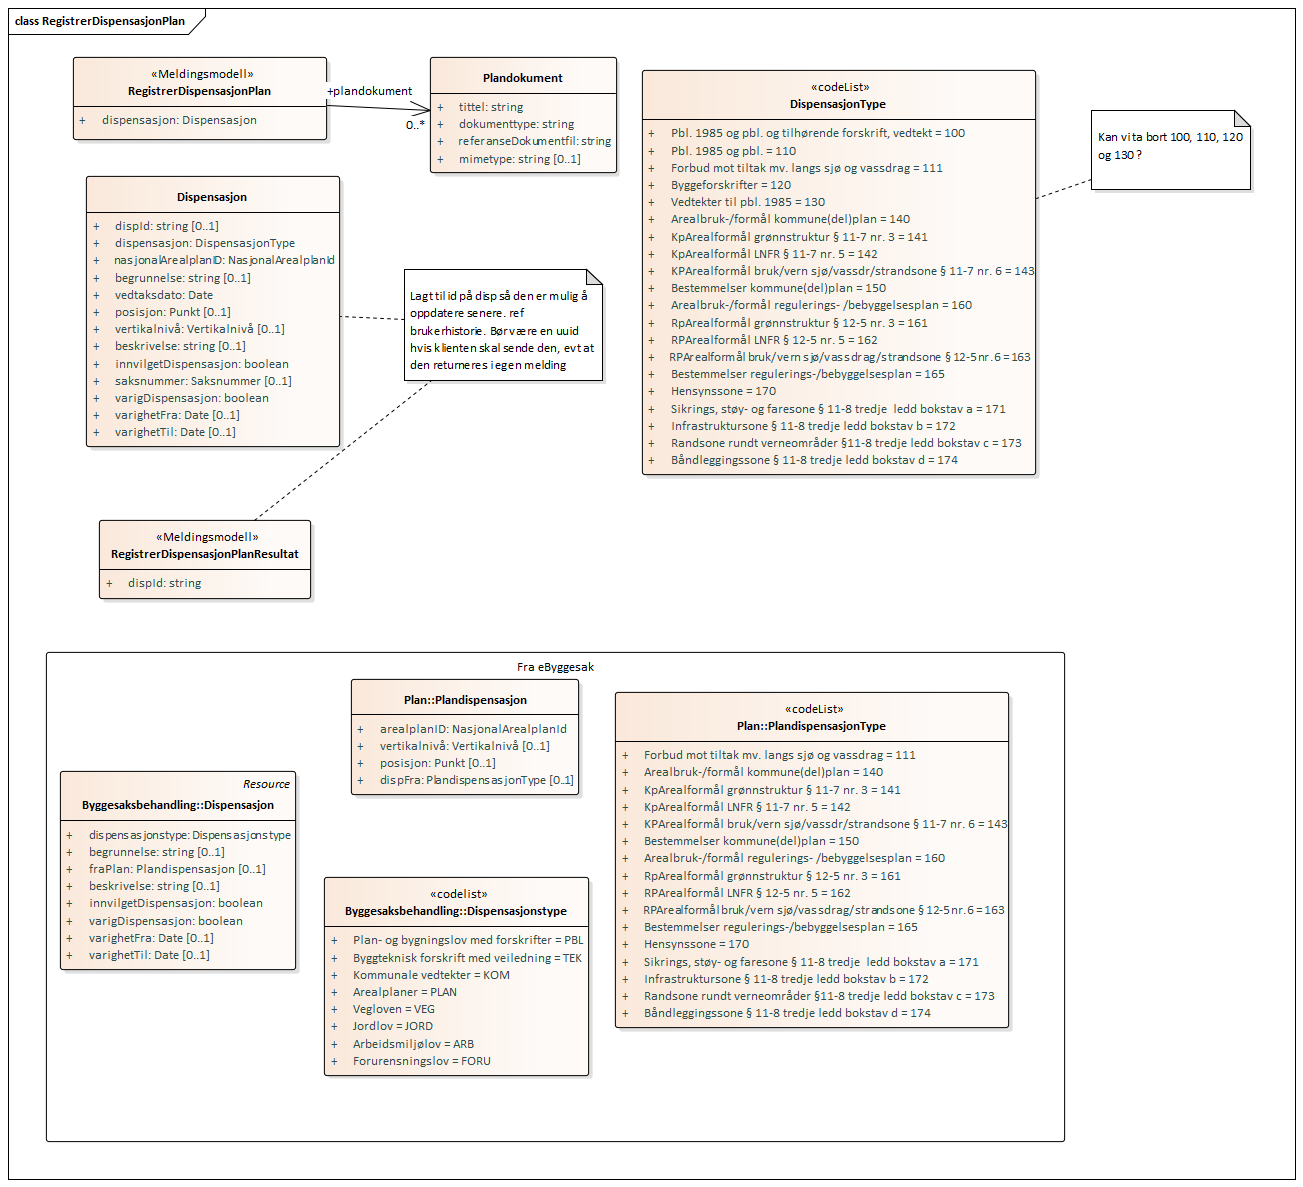 class RegistrerDispensasjonPlan
«Meldingsmodell»
RegistrerDispensasjonPlan
+ dispensasjon: Dispensasjon
+plandokument
0..*
Plandokument
+ tittel: string
+ dokumenttype: string
+ referanseDokumentfil: string
+ mimetype: string [0..1]
«codeList»
DispensasjonType
+ Pbl. 1985 og pbl. og tilhørende forskrift, vedtekt = 100
+ Pbl. 1985 og pbl. = 110
+ Forbud mot tiltak mv. langs sjø og vassdrag = 111
+ Byggeforskrifter = 120
+ Vedtekter til pbl. 1985 = 130
+ Arealbruk-/formål kommune(del)plan = 140
+ KpArealformål grønnstruktur § 11-7 nr. 3 = 141
+ KpArealformål LNFR § 11-7 nr. 5 = 142
+ KPArealformål bruk/vern sjø/vassdr/strandsone § 11-7 nr. 6 = 143
+ Bestemmelser kommune(del)plan = 150
+ Arealbruk-/formål regulerings- /bebyggelsesplan = 160
+ RpArealformål grønnstruktur § 12-5 nr. 3 = 161
+ RPArealformål LNFR § 12-5 nr. 5 = 162
+ RPArealformål bruk/vern sjø/vassdrag/strandsone § 12-5 nr. 6 = 163
+ Bestemmelser regulerings-/bebyggelsesplan = 165
+ Hensynssone = 170
+ Sikrings, støy- og faresone § 11-8 tredje  ledd bokstav a = 171
+ Infrastruktursone § 11-8 tredje ledd bokstav b = 172
+ Randsone rundt verneområder §11-8 tredje ledd bokstav c = 173
+ Båndleggingssone § 11-8 tredje ledd bokstav d = 174
Kan vi ta bort 100, 110, 120
og 130 ?
Dispensasjon
+ dispId: string [0..1]
+ dispensasjon: DispensasjonType
+ nasjonalArealplanID: NasjonalArealplanId
+ begrunnelse: string [0..1]
+ vedtaksdato: Date
+ posisjon: Punkt [0..1]
+ vertikalnivå: Vertikalnivå [0..1]
+ beskrivelse: string [0..1]
+ innvilgetDispensasjon: boolean
+ saksnummer: Saksnummer [0..1]
+ varigDispensasjon: boolean
+ varighetFra: Date [0..1]
+ varighetTil: Date [0..1]
Lagt til id på disp så den er mulig å
oppdatere senere. ref
brukerhistorie. Bør være en uuid
hvis klienten skal sende den, evt at
den returneres i egen melding
«Meldingsmodell»
RegistrerDispensasjonPlanResultat
+ dispId: string
Fra eByggesak
Plan::Plandispensasjon
+ arealplanID: NasjonalArealplanId
+ vertikalnivå: Vertikalnivå [0..1]
+ posisjon: Punkt [0..1]
+ dispFra: PlandispensasjonType [0..1]
«codeList»
Plan::PlandispensasjonType
+ Forbud mot tiltak mv. langs sjø og vassdrag = 111
+ Arealbruk-/formål kommune(del)plan = 140
+ KpArealformål grønnstruktur § 11-7 nr. 3 = 141
+ KpArealformål LNFR § 11-7 nr. 5 = 142
+ KPArealformål bruk/vern sjø/vassdr/strandsone § 11-7 nr. 6 = 143
+ Bestemmelser kommune(del)plan = 150
+ Arealbruk-/formål regulerings- /bebyggelsesplan = 160
+ RpArealformål grønnstruktur § 12-5 nr. 3 = 161
+ RPArealformål LNFR § 12-5 nr. 5 = 162
+ RPArealformål bruk/vern sjø/vassdrag/strandsone § 12-5 nr. 6 = 163
+ Bestemmelser regulerings-/bebyggelsesplan = 165
+ Hensynssone = 170
+ Sikrings, støy- og faresone § 11-8 tredje  ledd bokstav a = 171
+ Infrastruktursone § 11-8 tredje ledd bokstav b = 172
+ Randsone rundt verneområder §11-8 tredje ledd bokstav c = 173
+ Båndleggingssone § 11-8 tredje ledd bokstav d = 174
Resource
Byggesaksbehandling::Dispensasjon
+ dispensasjonstype: Dispensasjonstype
+ begrunnelse: string [0..1]
+ fraPlan: Plandispensasjon [0..1]
+ beskrivelse: string [0..1]
+ innvilgetDispensasjon: boolean
+ varigDispensasjon: boolean
+ varighetFra: Date [0..1]
+ varighetTil: Date [0..1]
«codelist»
Byggesaksbehandling::Dispensasjonstype
+ Plan- og bygningslov med forskrifter = PBL
+ Byggteknisk forskrift med veiledning = TEK
+ Kommunale vedtekter = KOM
+ Arealplaner = PLAN
+ Vegloven = VEG
+ Jordlov = JORD
+ Arbeidsmiljølov = ARB
+ Forurensningslov = FORU